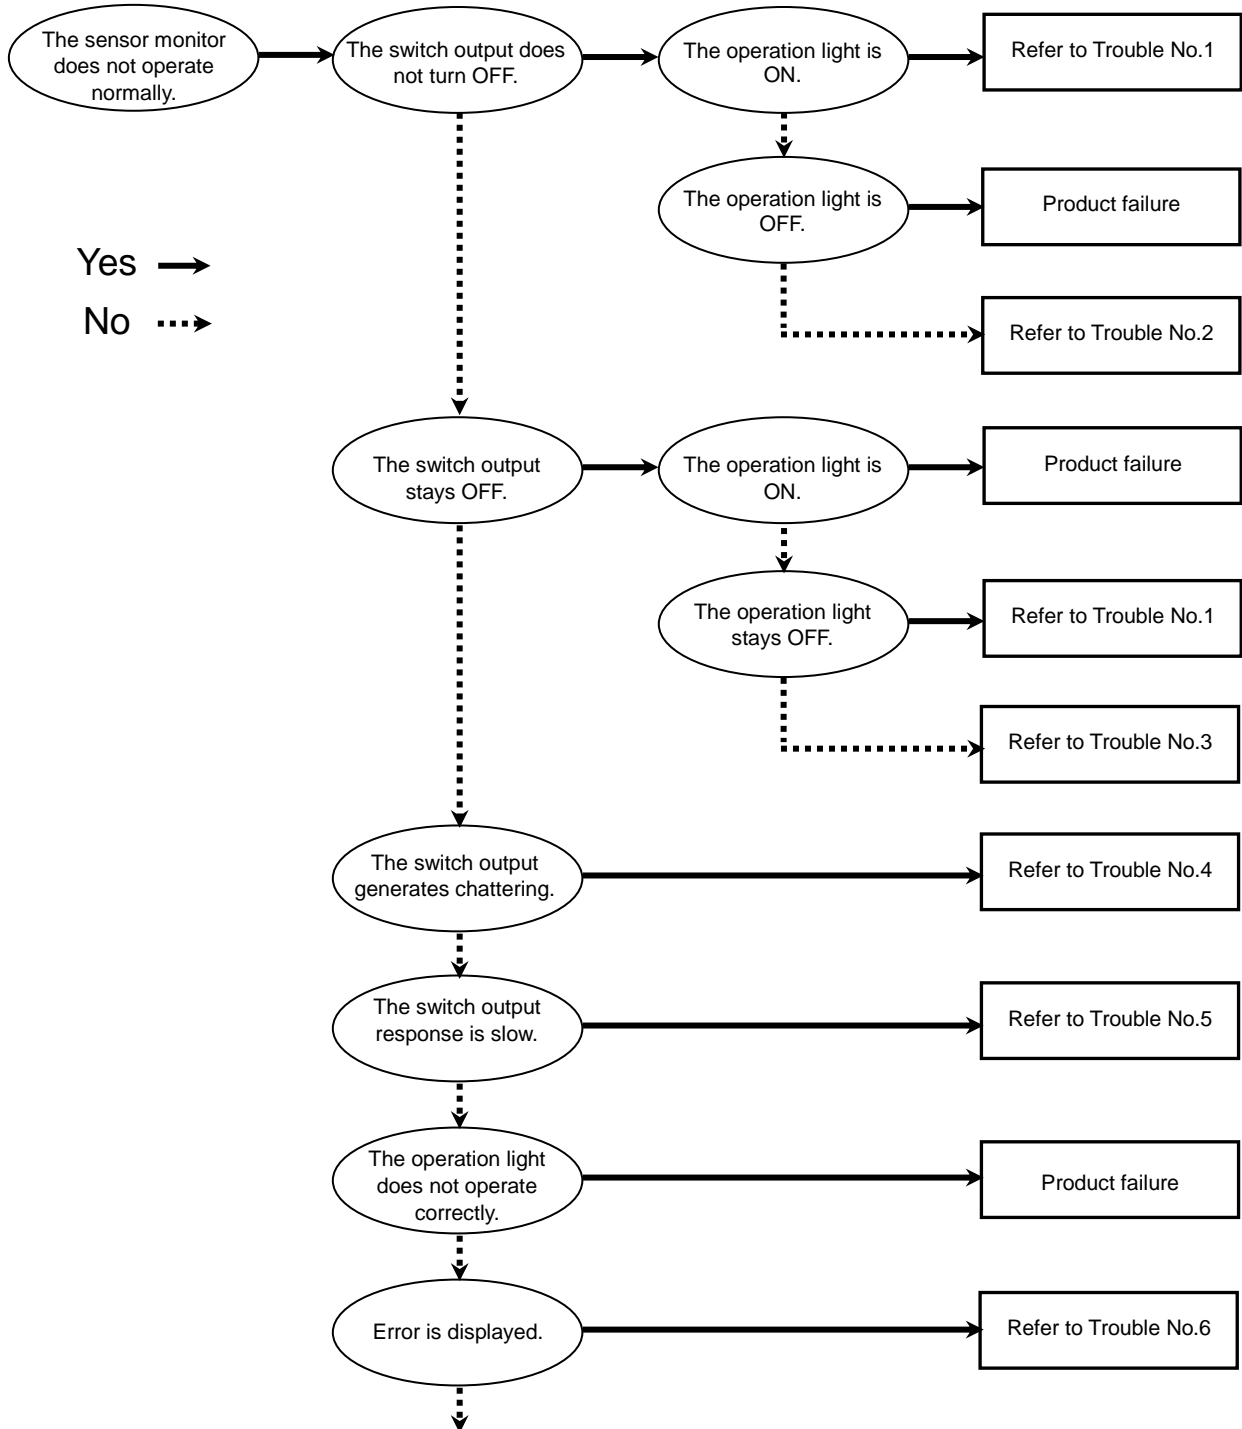 The sensor monitor
does not operate
normally.
The switch output does
not turn OFF.
The operation light is
ON.
Refer to Trouble No.1
The operation light is
OFF.
Product failure
Yes
No
Refer to Trouble No.2
The switch output
stays OFF.
The operation light is
ON.
Product failure
The operation light
stays OFF.
Refer to Trouble No.1
Refer to Trouble No.3
The switch output
generates chattering.
Refer to Trouble No.4
The switch output
response is slow.
Refer to Trouble No.5
The operation light
does not operate
correctly.
Product failure
Error is displayed.
Refer to Trouble No.6